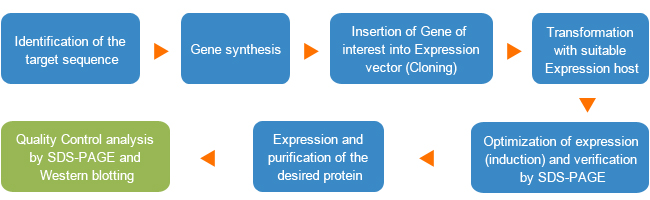 Identification of the
target sequence
Gene synthesis
Insertion of Gene of
interest into Expression
vector (Cloning)
Transformation
with suitable
Expression host
Optimization of expression
(induction) and verification
by SDS-PAGE
Expression and
purification of the
desired protein
Quality Control analysis
by SDS-PAGE and
Western blotting